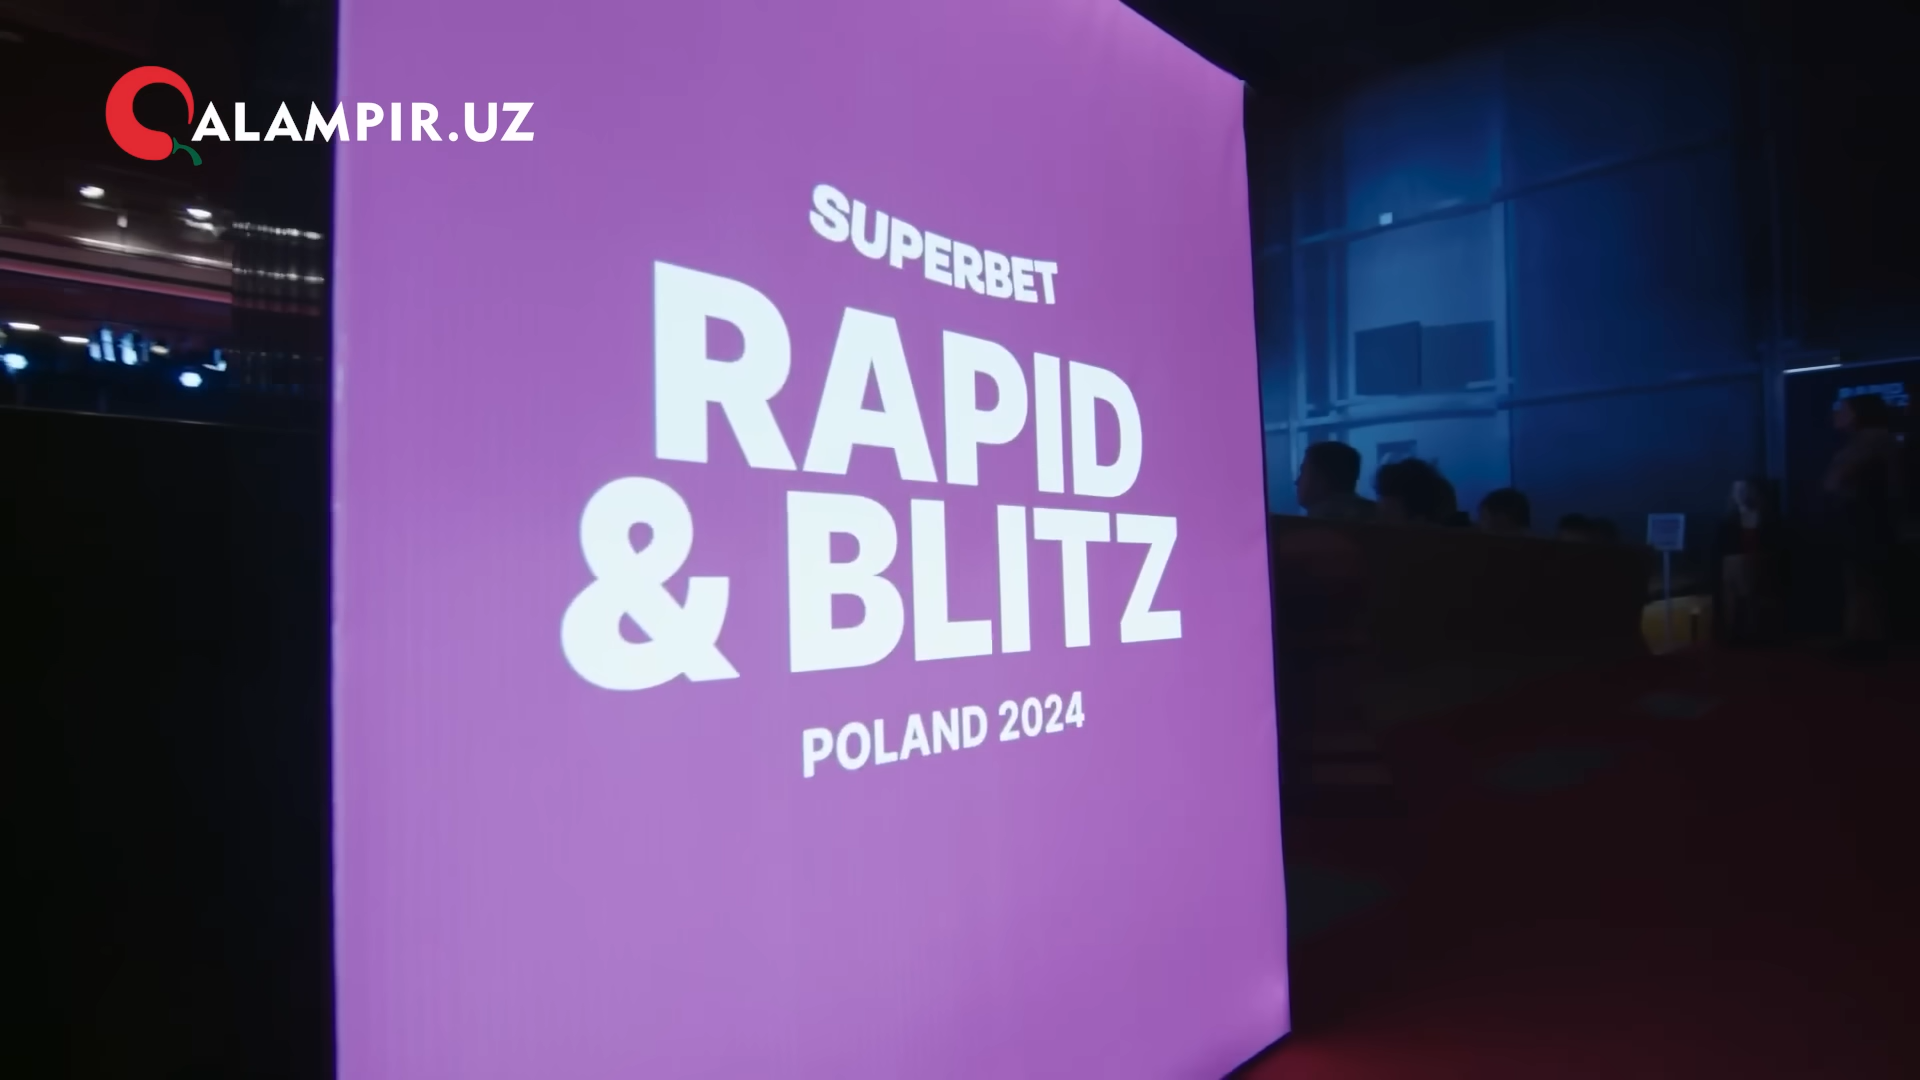 QALAMPIR.UZ
SUPERBET
RAPID
& BLITZ
POLAND 2024